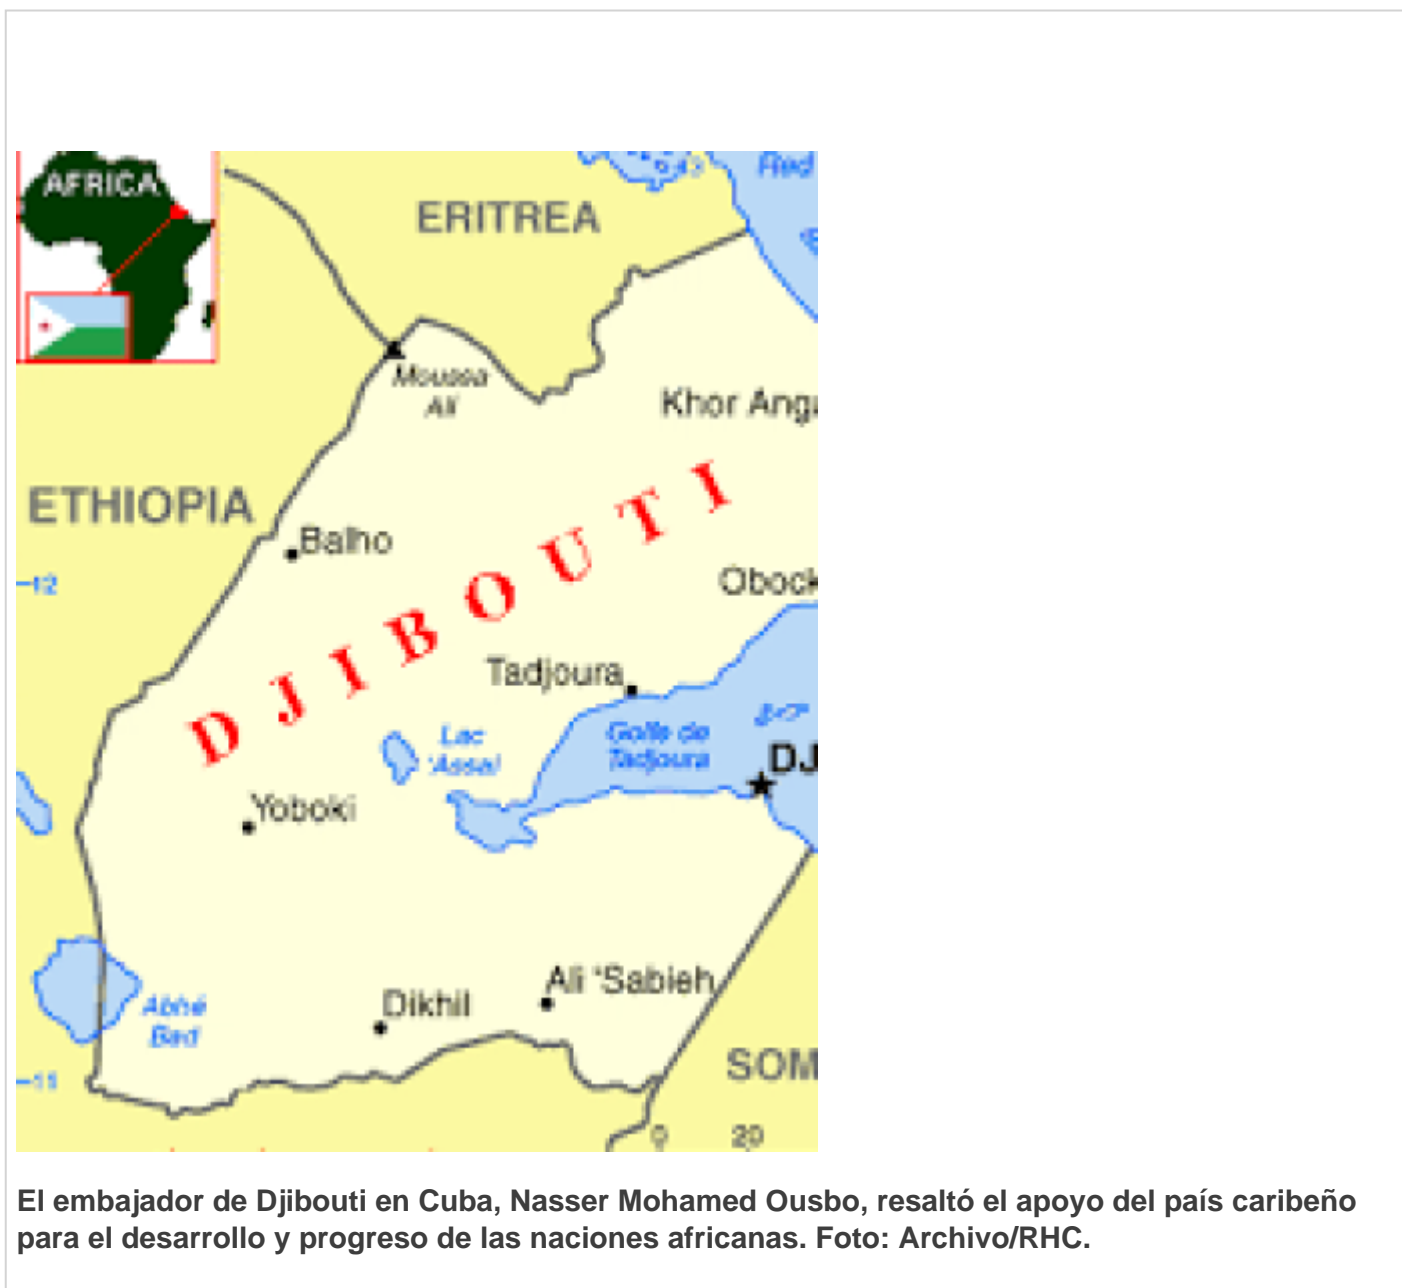 AFRICA
ERITREA
Red
Moussa
Ali
Khor Anga
ETHIOPIA
Balho
12
DJIBOUTI
Obock
Tadjoura
Lac
'Assal
Golfe de
Tadjoura
DJ
Yoboki
Ali 'Sabieh
Dikhil
Abhé
Bad
SOM
11
0 20
El embajador de Djibouti en Cuba, Nasser Mohamed Ousbo, resaltó el apoyo del país caribeño
para el desarrollo y progreso de las naciones africanas. Foto: Archivo/RHC.